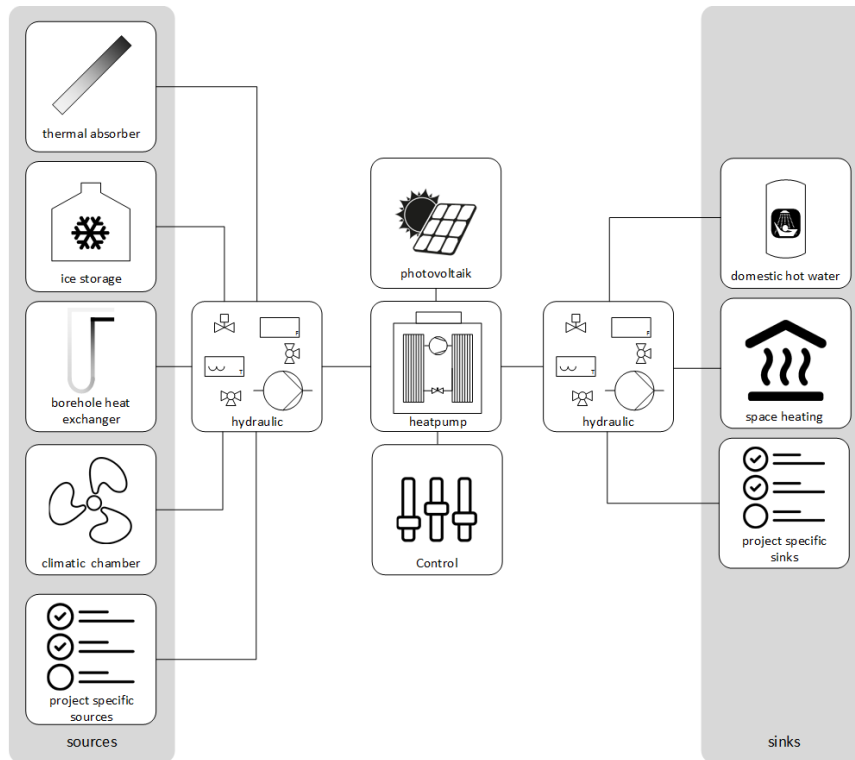 thermal absorber
ice storage
borehole heat
exchanger
climatic chamber
project specific
sources
sources
F
T
hydraulic
photovoltaik
heatpump
Control
F
T
hydraulic
domestic hot water
space heating
project specific
sinks
sinks